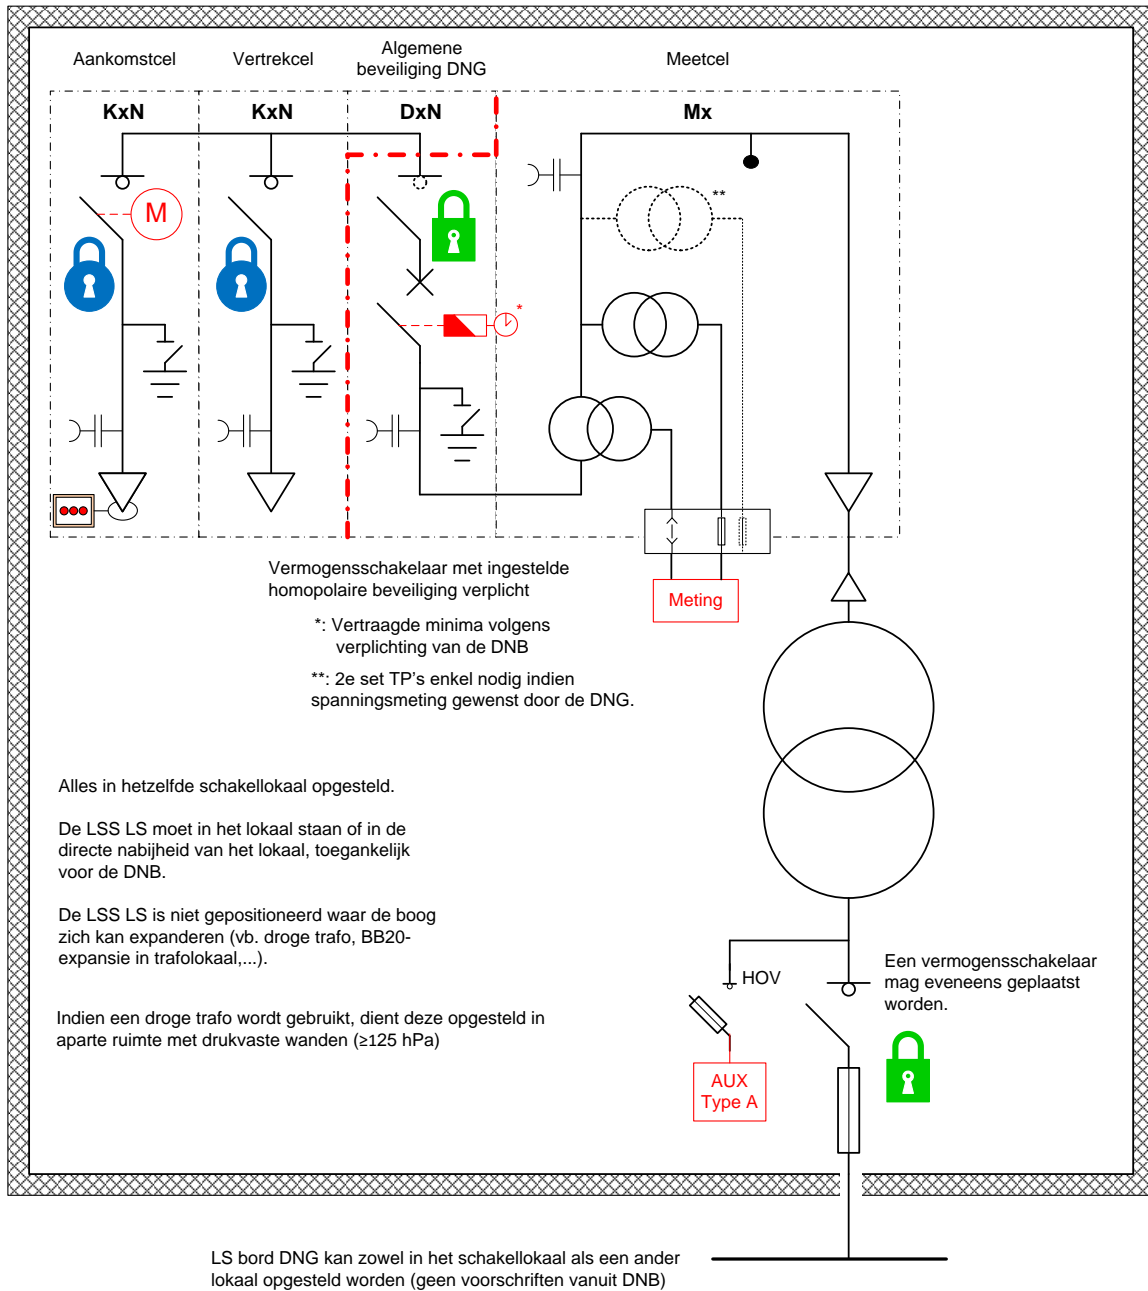 Aankomstcel
Vertrekcel
Algemene
beveiliging DNG
Meetcel
KxN
KxN
DxN
Mx
M
**
*
Meting
Vermogensschakelaar met ingestelde
homopolaire beveiliging verplicht
*: Vertraagde minima volgens
verplichting van de DNB
**: 2e set TP's enkel nodig indien
spanningsmeting gewenst door de DNG.
Alles in hetzelfde schakellokaal opgesteld.
De LSS LS moet in het lokaal staan of in de
directe nabijheid van het lokaal, toegankelijk
voor de DNB.
De LSS LS is niet gepositioneerd waar de boog
zich kan expanderen (vb. droge trafo, BB20-
expansie in trafolokaal,...).
Indien een droge trafo wordt gebruikt, dient deze opgesteld in
aparte ruimte met drukvaste wanden (≥125 hPa)
HOV
Een vermogensschakelaar
mag eveneens geplaatst
worden.
AUX
Type A
LS bord DNG kan zowel in het schakellokaal als een ander
lokaal opgesteld worden (geen voorschriften vanuit DNB)